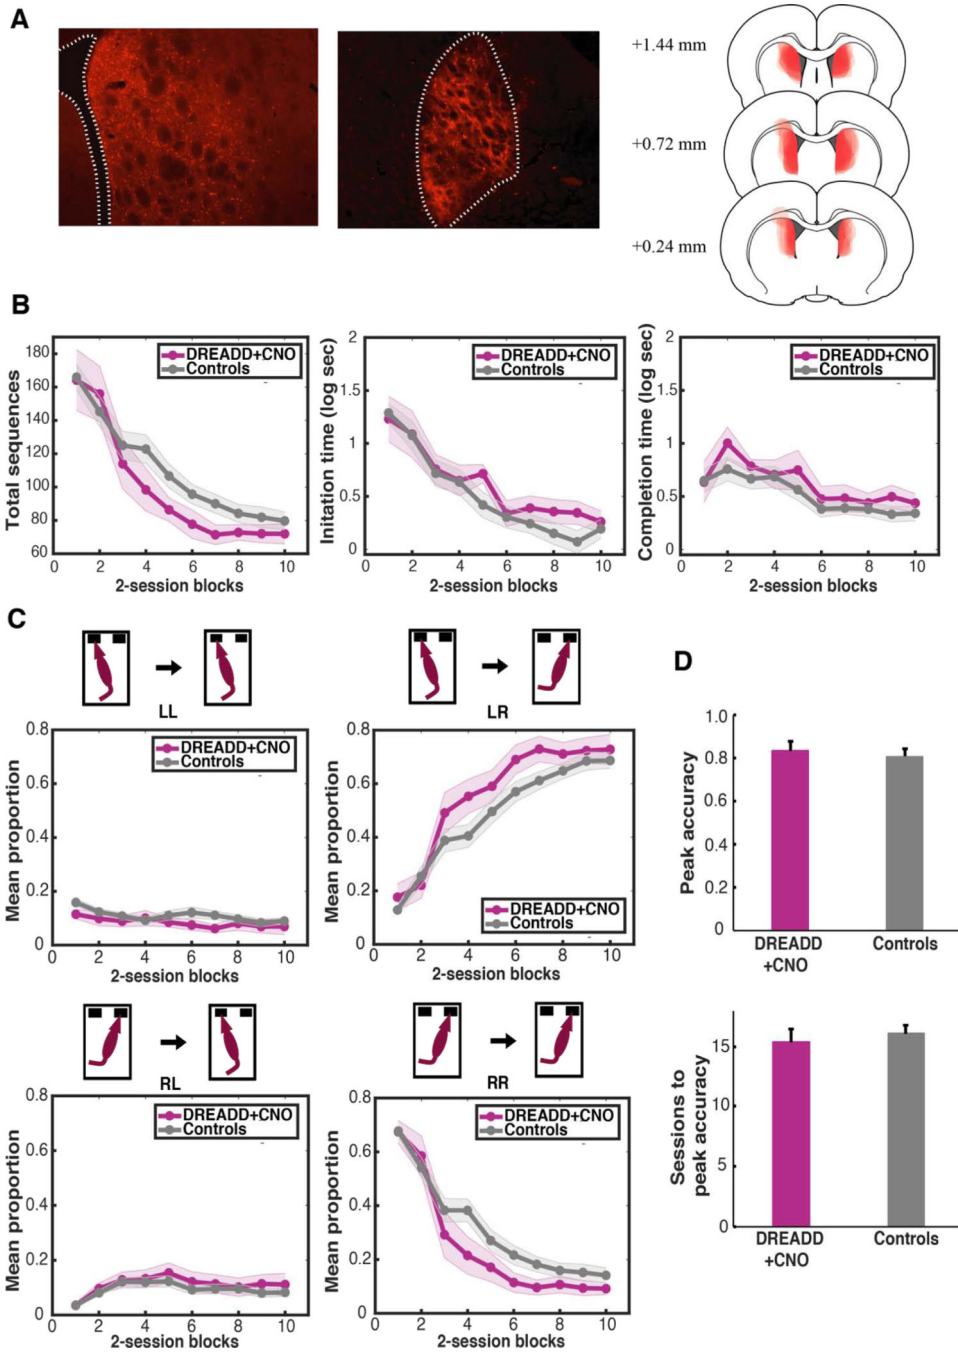 A
+1.44 mm
+0.72 mm
+0.24 mm
B
Total sequences
180
160
140
120
100
80
60
0 2 4 6 8 10
2-session blocks
DREADD+CNO
Controls
Initation time (log sec)
2
1.5
1
0.5
0
0 2 4 6 8 10
2-session blocks
DREADD+CNO
Controls
Completion time (log sec)
2
1.5
1
0.5
0
0 2 4 6 8 10
2-session blocks
DREADD+CNO
Controls
C
LL
Mean proportion
0.8
0.6
0.4
0.2
0
0 2 4 6 8 10
2-session blocks
DREADD+CNO
Controls
LR
Mean proportion
0.8
0.6
0.4
0.2
0
0 2 4 6 8 10
2-session blocks
DREADD+CNO
Controls
RL
Mean proportion
0.8
0.6
0.4
0.2
0
0 2 4 6 8 10
2-session blocks
DREADD+CNO
Controls
RR
Mean proportion
0.8
0.6
0.4
0.2
0
0 2 4 6 8 10
2-session blocks
DREADD+CNO
Controls
D
Peak accuracy
1.0
0.8
0.6
0.4
0.2
0
DREADD
+CNO
Controls
Sessions to
peak accuracy
15
10
5
0
DREADD
+CNO
Controls